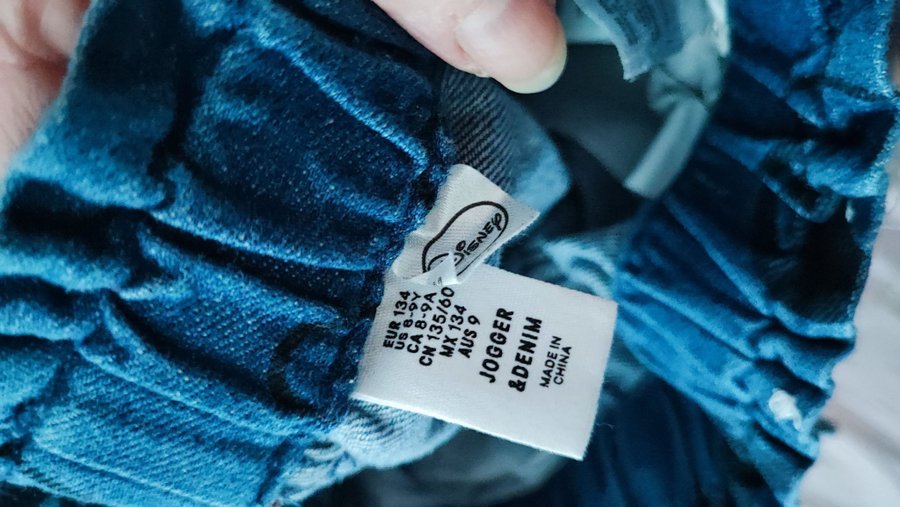 © DISNEY
EUR 134
US 8-9Y
CA 8-9A
CN 135/60
MX 134
AUS 9
JOGGER
&DENIM
MADE IN
CHINA